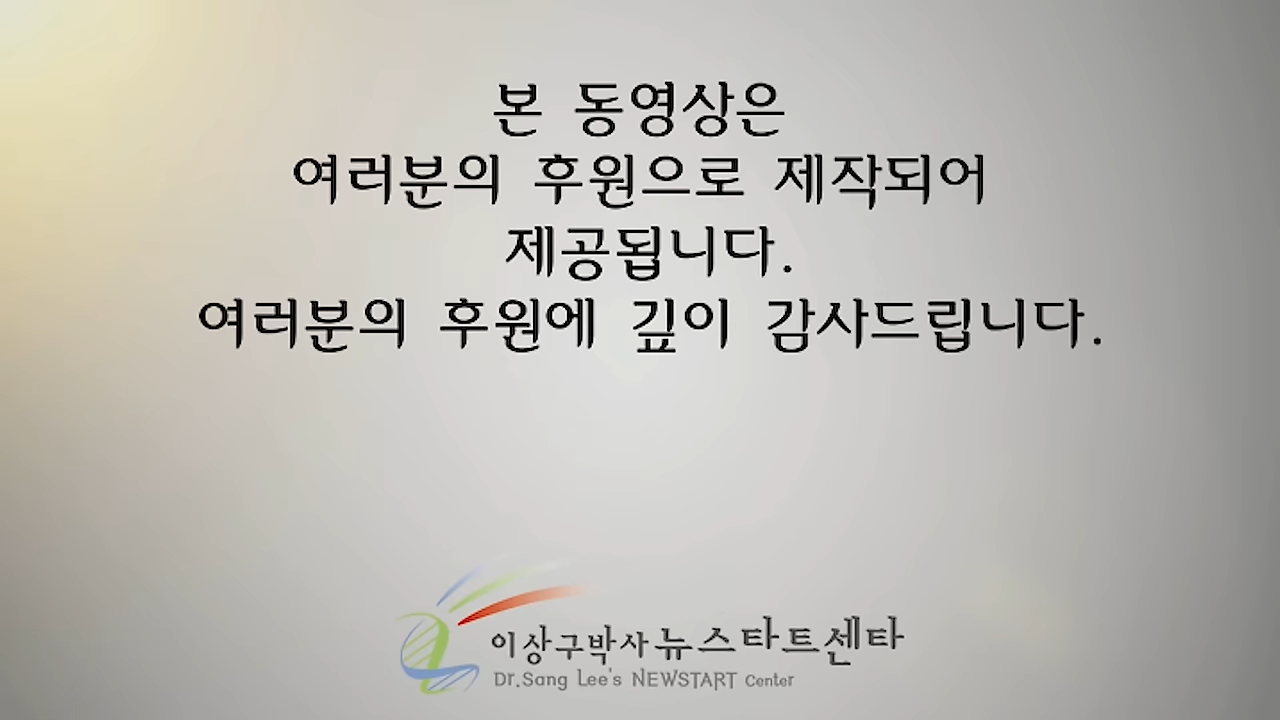 본 동영상은
여러분의 후원으로 제작되어
제공됩니다.
여러분의 후원에 깊이 감사드립니다.
이상구박사 뉴스타트센타
Dr.Sang Lee's NEWSTART Center